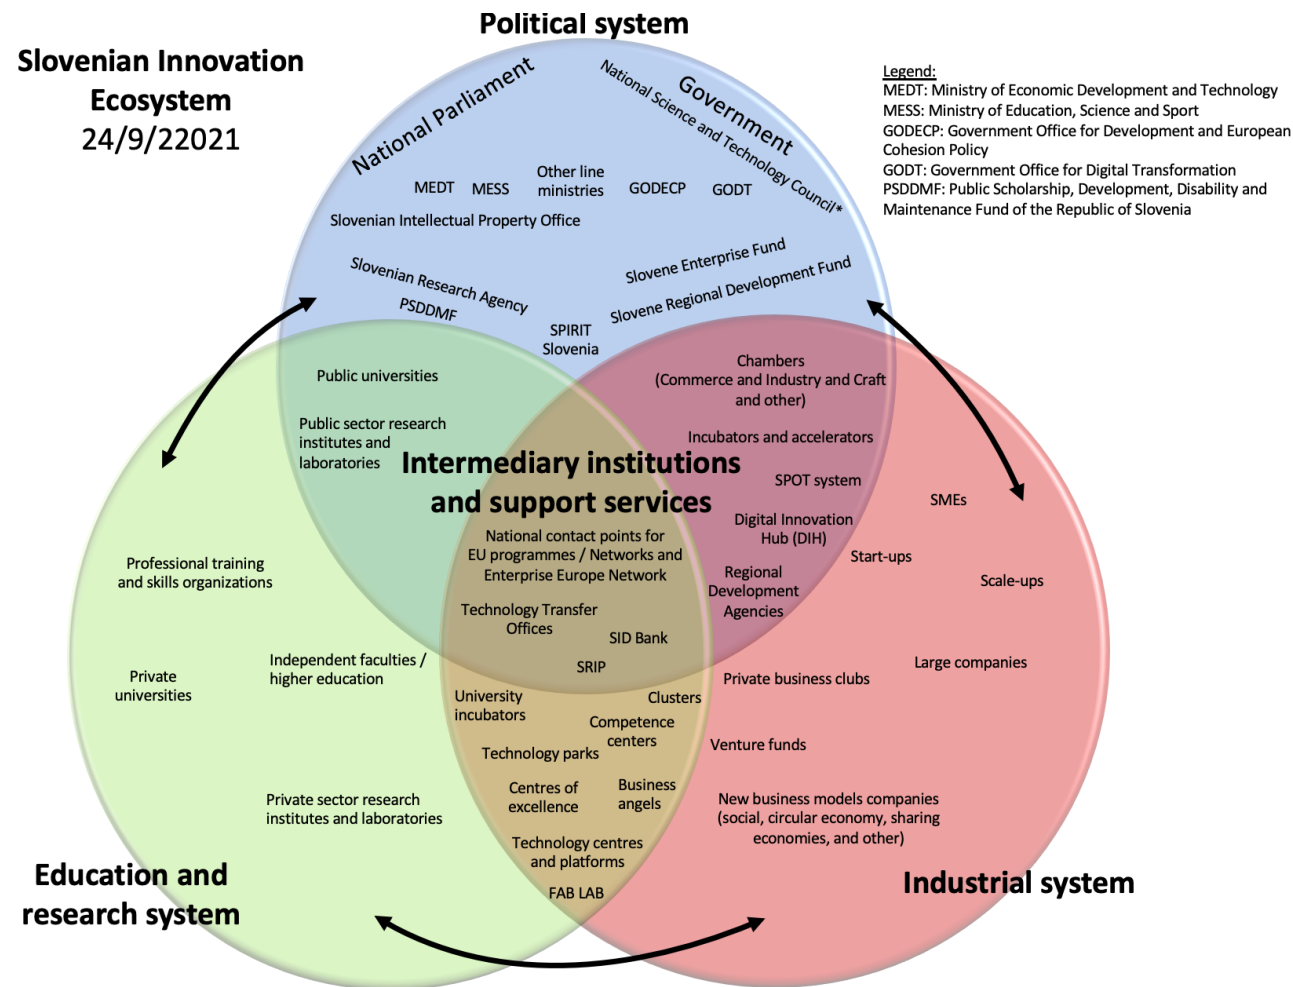 Political system
Slovenian Innovation
Ecosystem
24/9/22021
Legend:
MEDT: Ministry of Economic Development and Technology
MESS: Ministry of Education, Science and Sport
GODECP: Government Office for Development and European
Cohesion Policy
GODT: Government Office for Digital Transformation
PSDDMF: Public Scholarship, Development, Disability and
Maintenance Fund of the Republic of Slovenia
National Parliament
Government
National Science and Technology Council*
MEDT
MESS
Other line
ministries
GODECP
GODT
Slovenian Intellectual Property Office
Slovene Enterprise Fund
Slovenian Research Agency
Slovene Regional Development Fund
PSDDMF
SPIRIT
Slovenia
Public universities
Public sector research
institutes and
laboratories
Chambers
(Commerce and Industry and Craft
and other)
Incubators and accelerators
SPOT system
Digital Innovation
Hub (DIH)
Regional
Development
Agencies
Intermediary institutions
and support services
National contact points for
EU programmes / Networks and
Enterprise Europe Network
Technology Transfer
Offices
SID Bank
SRIP
SMEs
Start-ups
Scale-ups
Large companies
Private business clubs
Venture funds
New business models companies
(social, circular economy, sharing
economies, and other)
Professional training
and skills organizations
Private
universities
Independent faculties /
higher education
Private sector research
institutes and laboratories
University
incubators
Clusters
Competence
centers
Technology parks
Centres of
excellence
Business
angels
Technology centres
and platforms
FAB LAB
Education and
research system
Industrial system